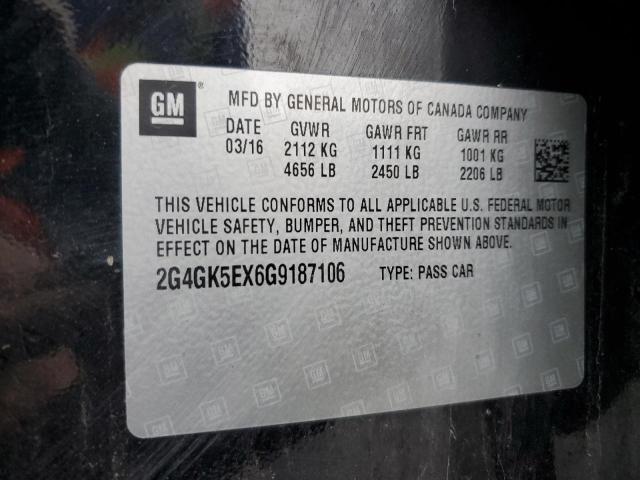 GM ® MFD BY GENERAL MOTORS OF CANADA COMPANY
DATE GVWR GAWR FRT GAWR RR
03/16 2112 KG 1111 KG 1001 KG
4656 LB 2450 LB 2206 LB
THIS VEHICLE CONFORMS TO ALL APPLICABLE U.S. FEDERAL MOTOR
VEHICLE SAFETY, BUMPER, AND THEFT PREVENTION STANDARDS IN
EFFECT ON THE DATE OF MANUFACTURE SHOWN ABOVE.
2G4GK5EX6G9187106 TYPE: PASS CAR